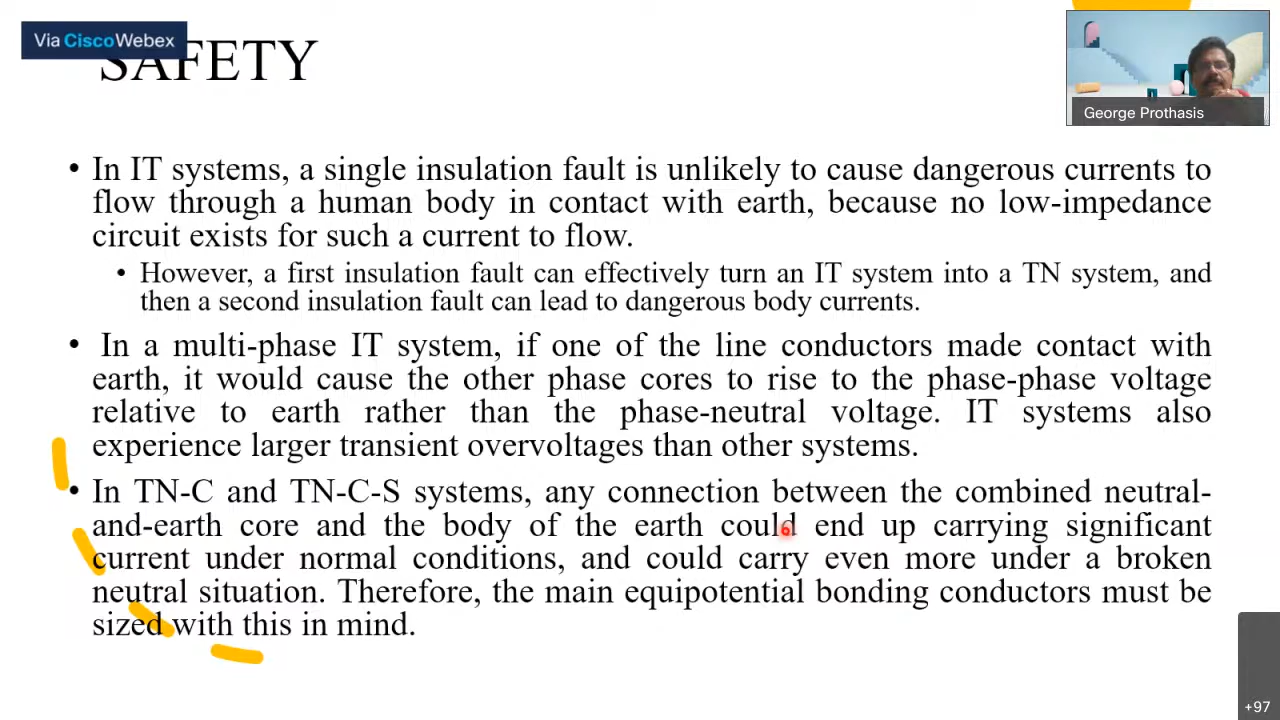 Via CiscoWebex
SAFETY
George Prothasis
• In IT systems, a single insulation fault is unlikely to cause dangerous currents to
flow through a human body in contact with earth, because no low-impedance
circuit exists for such a current to flow.
• However, a first insulation fault can effectively turn an IT system into a TN system, and
then a second insulation fault can lead to dangerous body currents.
• In a multi-phase IT system, if one of the line conductors made contact with
earth, it would cause the other phase cores to rise to the phase-phase voltage
relative to earth rather than the phase-neutral voltage. IT systems also
experience larger transient overvoltages than other systems.
• In TN-C and TN-C-S systems, any connection between the combined neutral-
and-earth core and the body of the earth could end up carrying significant
current under normal conditions, and could carry even more under a broken
neutral situation. Therefore, the main equipotential bonding conductors must be
sized with this in mind.
+97